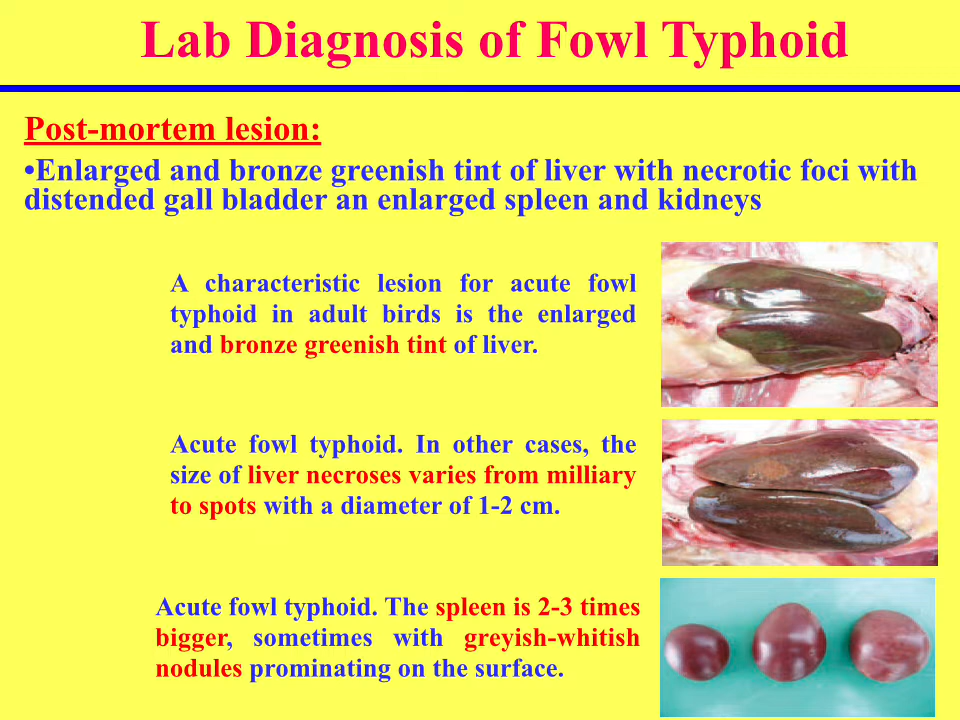 Lab Diagnosis of Fowl Typhoid
Post-mortem lesion:
•Enlarged and bronze greenish tint of liver with necrotic foci with
distended gall bladder an enlarged spleen and kidneys
A characteristic lesion for acute fowl
typhoid in adult birds is the enlarged
and bronze greenish tint of liver.
Acute fowl typhoid. In other cases, the
size of liver necroses varies from milliary
to spots with a diameter of 1-2 cm.
Acute fowl typhoid. The spleen is 2-3 times
bigger, sometimes with greyish-whitish
nodules prominating on the surface.